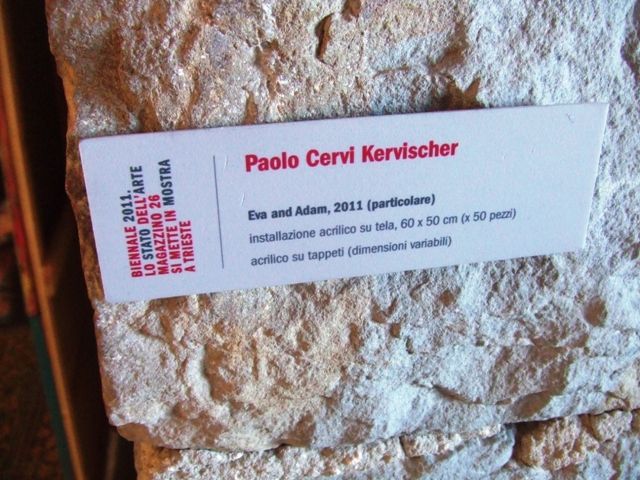 BIENNALE 2011.
LO STATO DELL'ARTE
MAGAZZINO 26
SI METTE IN MOSTRA
A TRIESTE
Paolo Cervi Kervischer
Eva and Adam, 2011 (particolare)
installazione acrilico su tela, 60 x 50 cm (x 50 pezzi)
acrilico su tappeti (dimensioni variabili)